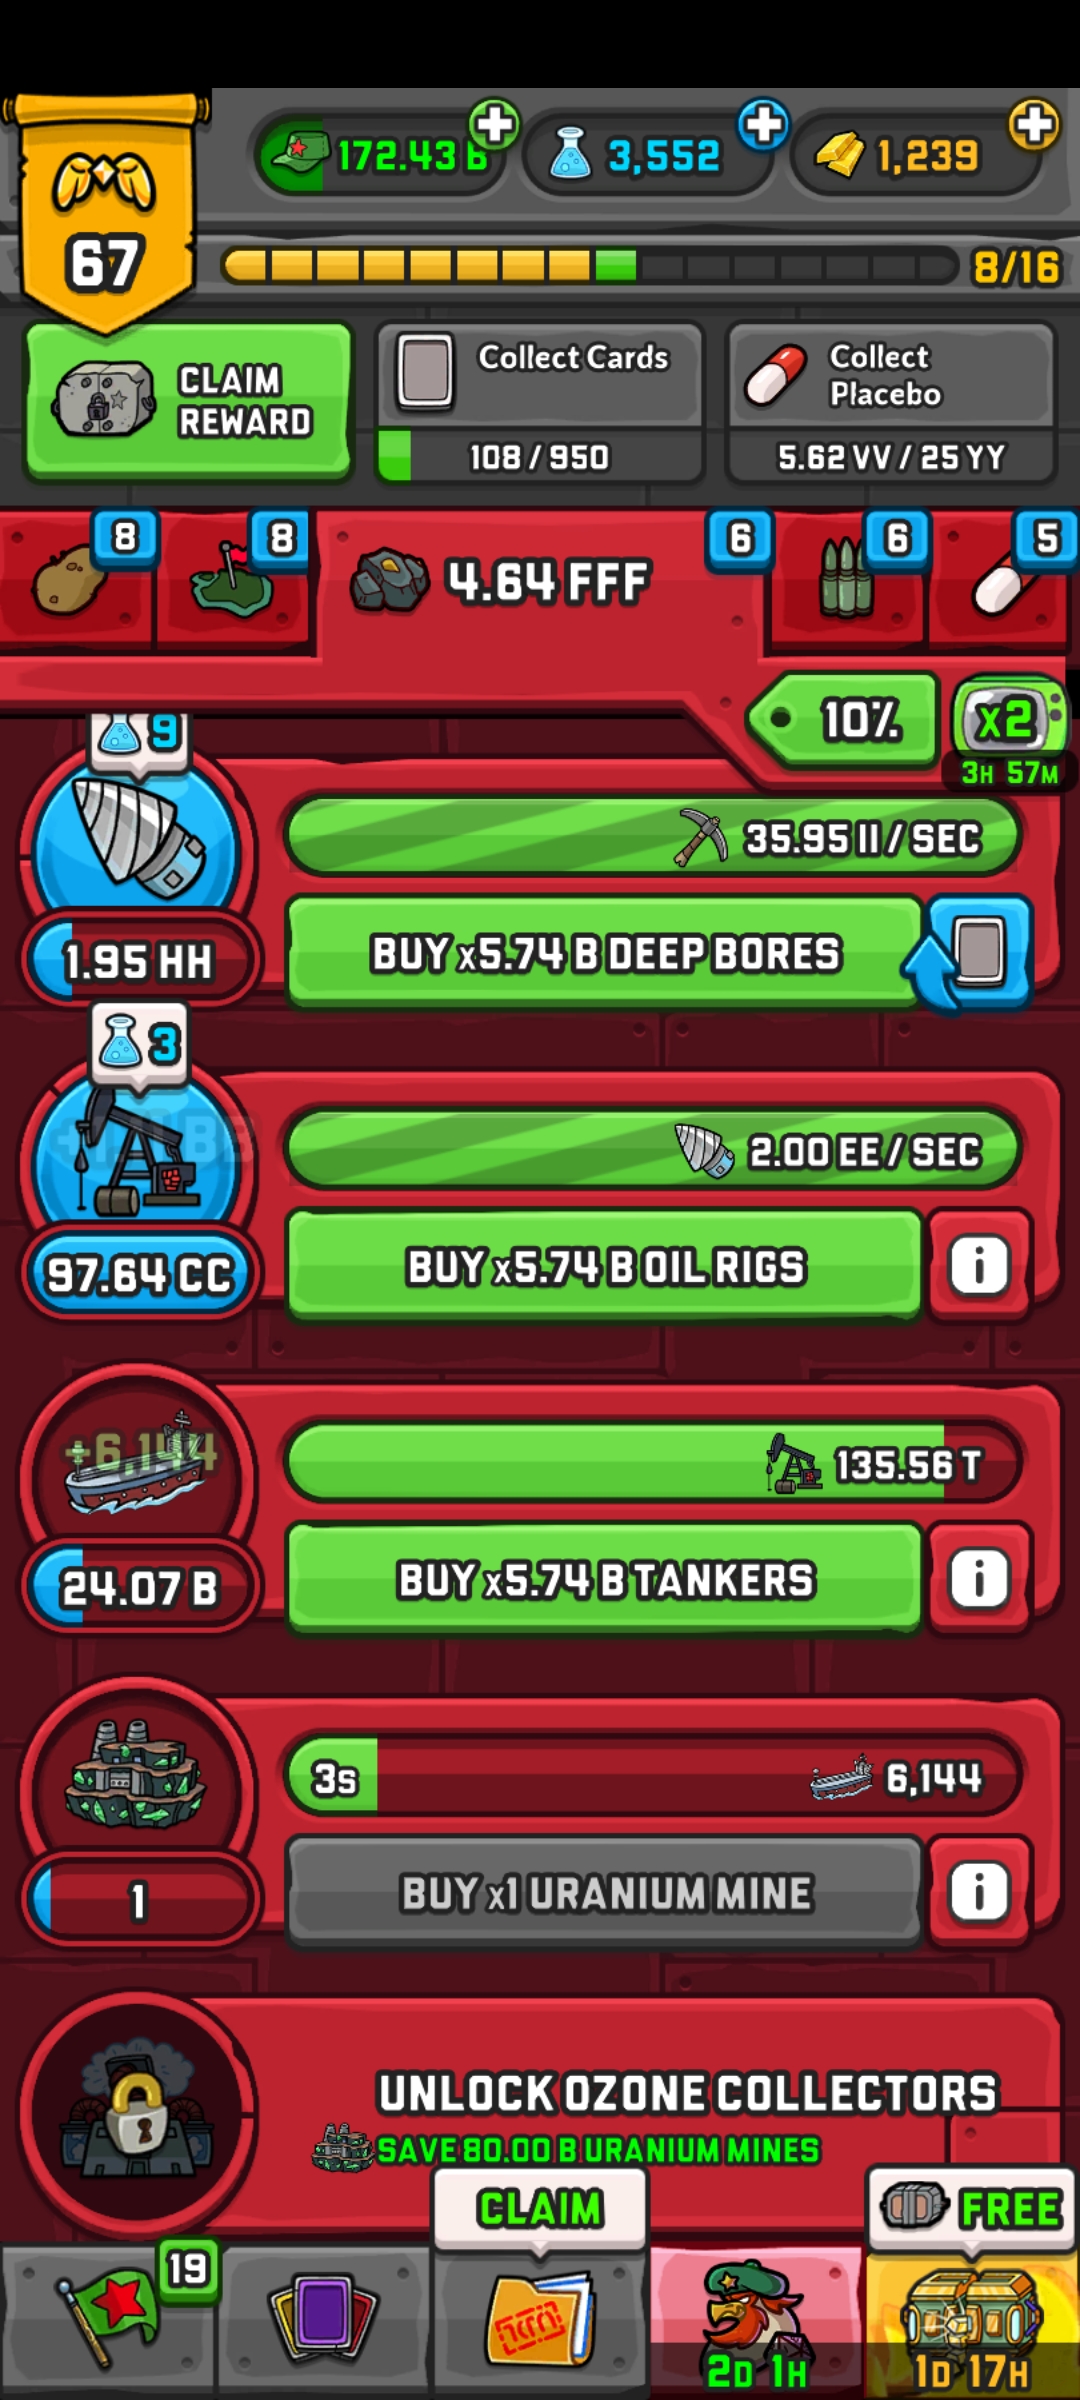 172.43 B
3,552
1,239
67
8/16
CLAIM
REWARD
Collect Cards
108 / 950
Collect
Placebo
5.62 VV / 25 YY
8
8
4.64 FFF
6
6
5
10%
x2
3H 57M
9
35.95 II / SEC
1.95 HH
BUY x5.74 B DEEP BORES
3
2.00 EE / SEC
97.64 CC
BUY x5.74 B OIL RIGS
i
+6,144
135.56 T
24.07 B
BUY x5.74 B TANKERS
i
3s
6,144
1
BUY x1 URANIUM MINE
i
UNLOCK OZONE COLLECTORS
SAVE 80.00 B URANIUM MINES
CLAIM
FREE
19
2D 1H
1D 17H